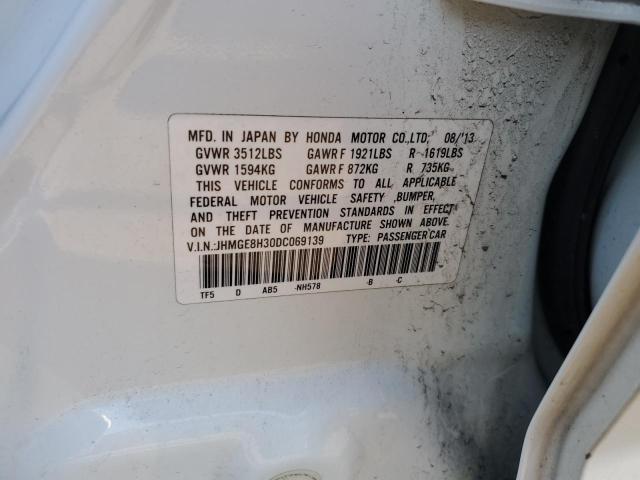 MFD. IN JAPAN BY HONDA MOTOR CO.,LTD; 08/'13
GVWR 3512LBS GAWR F 1921LBS R 1619LBS
GVWR 1594KG GAWR F 872KG R 735KG
THIS VEHICLE CONFORMS TO ALL APPLICABLE
FEDERAL MOTOR VEHICLE SAFETY ,BUMPER,
AND THEFT PREVENTION STANDARDS IN EFFECT
ON THE DATE OF MANUFACTURE SHOWN ABOVE.
V.I.N.:JHMGE8H30DC069139 TYPE: PASSENGER CAR
TF5 D AB5 -NH578 -B -C